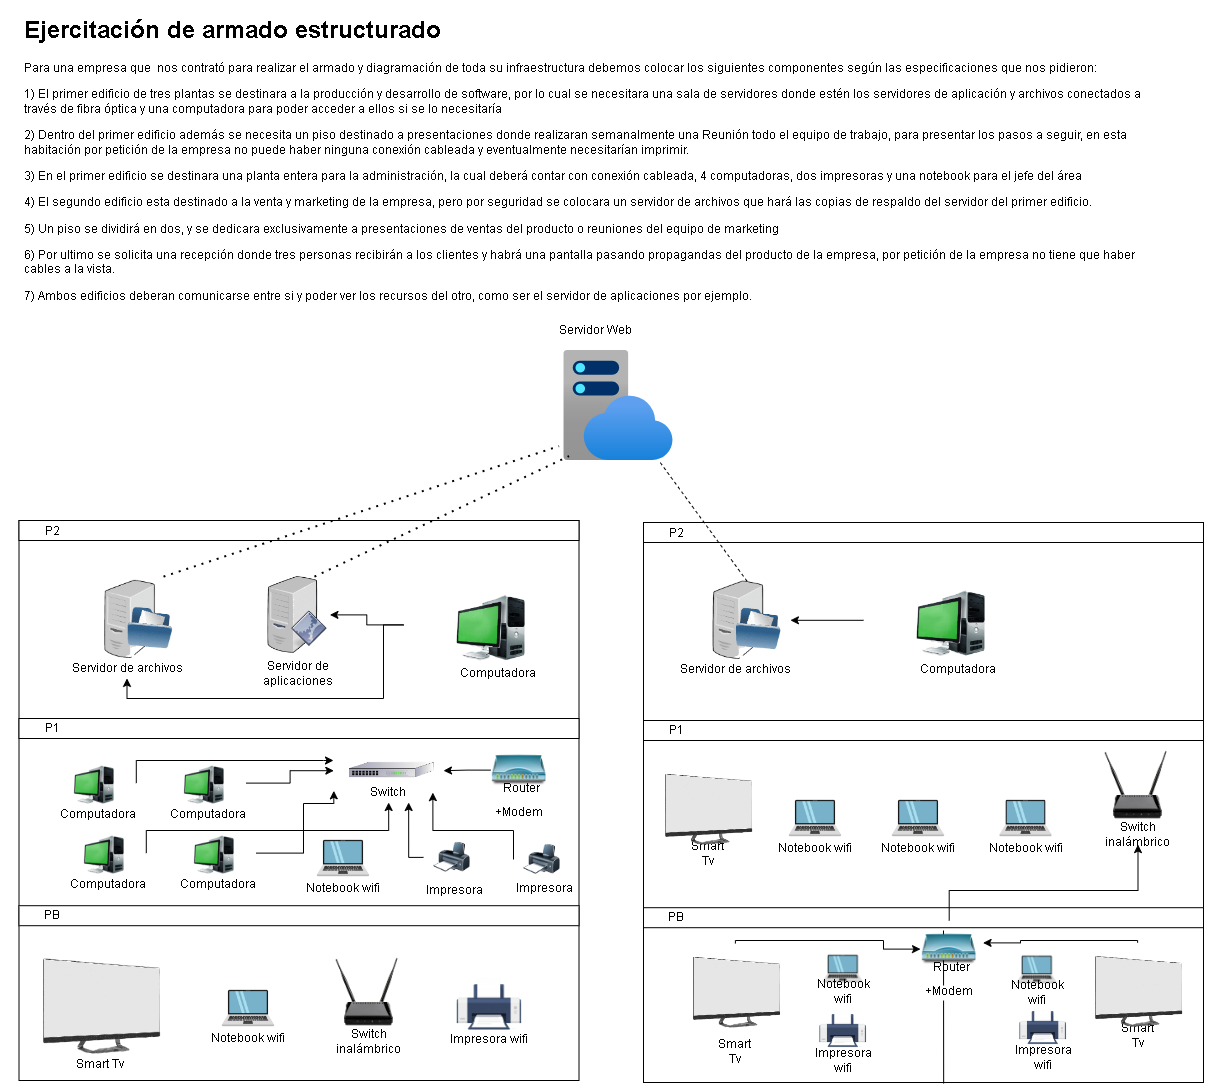 Ejercitación de armado estructurado
Para una empresa que  nos contrató para realizar el armado y diagramación de toda su infraestructura debemos colocar los siguientes componentes según las especificaciones que nos pidieron:
1) El primer edificio de tres plantas se destinara a la producción y desarrollo de software, por lo cual se necesitara una sala de servidores donde estén los servidores de aplicación y archivos conectados a
través de fibra óptica y una computadora para poder acceder a ellos si se lo necesitaría
2) Dentro del primer edificio además se necesita un piso destinado a presentaciones donde realizaran semanalmente una Reunión todo el equipo de trabajo, para presentar los pasos a seguir, en esta
habitación por petición de la empresa no puede haber ninguna conexión cableada y eventualmente necesitarían imprimir.
3) En el primer edificio se destinara una planta entera para la administración, la cual deberá contar con conexión cableada, 4 computadoras, dos impresoras y una notebook para el jefe del área
4) El segundo edificio esta destinado a la venta y marketing de la empresa, pero por seguridad se colocara un servidor de archivos que hará las copias de respaldo del servidor del primer edificio.
5) Un piso se dividirá en dos, y se dedicara exclusivamente a presentaciones de ventas del producto o reuniones del equipo de marketing
6) Por ultimo se solicita una recepción donde tres personas recibirán a los clientes y habrá una pantalla pasando propagandas del producto de la empresa, por petición de la empresa no tiene que haber
cables a la vista.
7) Ambos edificios deberan comunicarse entre si y poder ver los recursos del otro, como ser el servidor de aplicaciones por ejemplo.
Servidor Web
P2
Servidor de archivos
Servidor de
aplicaciones
Computadora
P1
Computadora
Computadora
Switch
Router
+Modem
Computadora
Computadora
Notebook wifi
Impresora
Impresora
PB
Smart Tv
Notebook wifi
Switch
inalámbrico
Impresora wifi
P2
Servidor de archivos
Computadora
P1
Smart
Tv
Notebook wifi
Notebook wifi
Notebook wifi
Switch
inalámbrico
PB
Smart
Tv
Notebook
wifi
Impresora
wifi
Router
+Modem
Notebook
wifi
Impresora
wifi
Smart
Tv